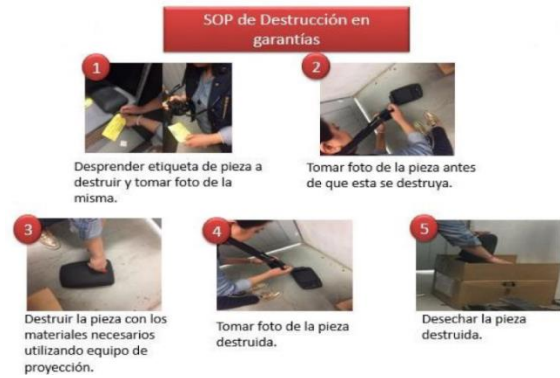 SOP de Destrucción en
garantías
1
Desprender etiqueta de pieza a
destruir y tomar foto de la
misma.
2
Tomar foto de la pieza antes
de que esta se destruya.
3
Destruir la pieza con los
materiales necesarios
utilizando equipo de
proyección.
4
Tomar foto de la pieza
destruida.
5
Desechar la pieza
destruida.